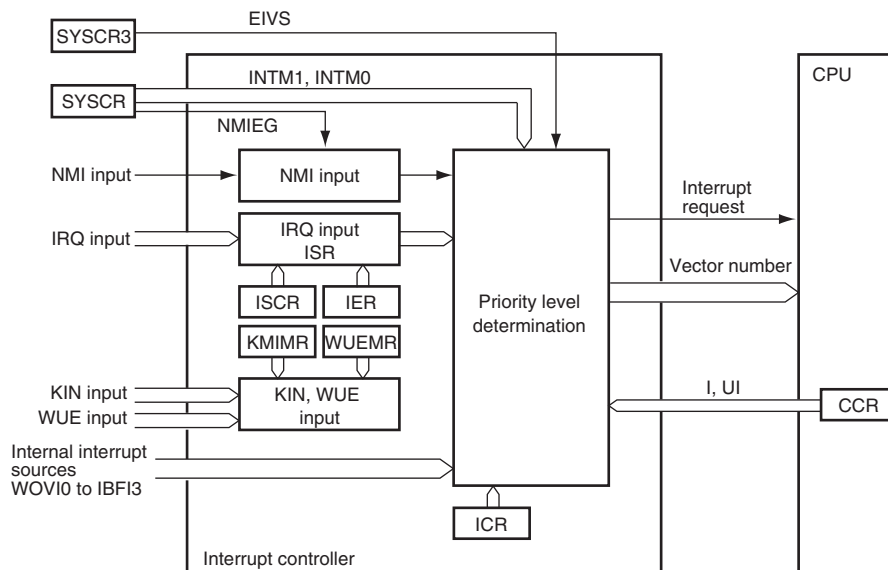 EIVS
SYSCR3
CPU
INTM1, INTM0
SYSCR
NMIEG
NMI input
NMI input
Interrupt
request
IRQ input
IRQ input
ISR
Vector number
ISCR
IER
Priority level
determination
KMIMR
WUEMR
KIN input
KIN, WUE
input
WUE input
I, UI
CCR
Internal interrupt
sources
WOVI0 to IBFI3
ICR
Interrupt controller